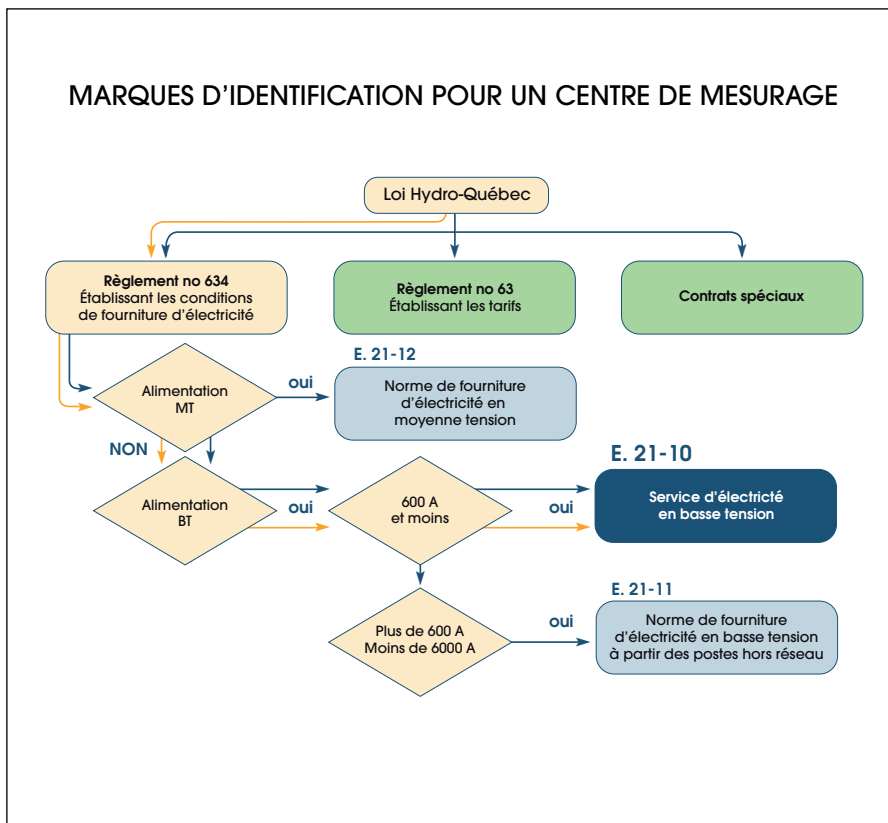 MARQUES D'IDENTIFICATION POUR UN CENTRE DE MESURAGE
Loi Hydro-Québec
Règlement no 634
Établissant les conditions
de fourniture d'électricité
Règlement no 63
Établissant les tarifs
Contrats spéciaux
Alimentation
MT
oui
E. 21-12
Norme de fourniture
d'électricité en
moyenne tension
NON
Alimentation
BT
oui
600 A
et moins
oui
E. 21-10
Service d'électricté
en basse tension
Plus de 600 A
Moins de 6000 A
oui
E. 21-11
Norme de fourniture
d'électricité en basse tension
à partir des postes hors réseau